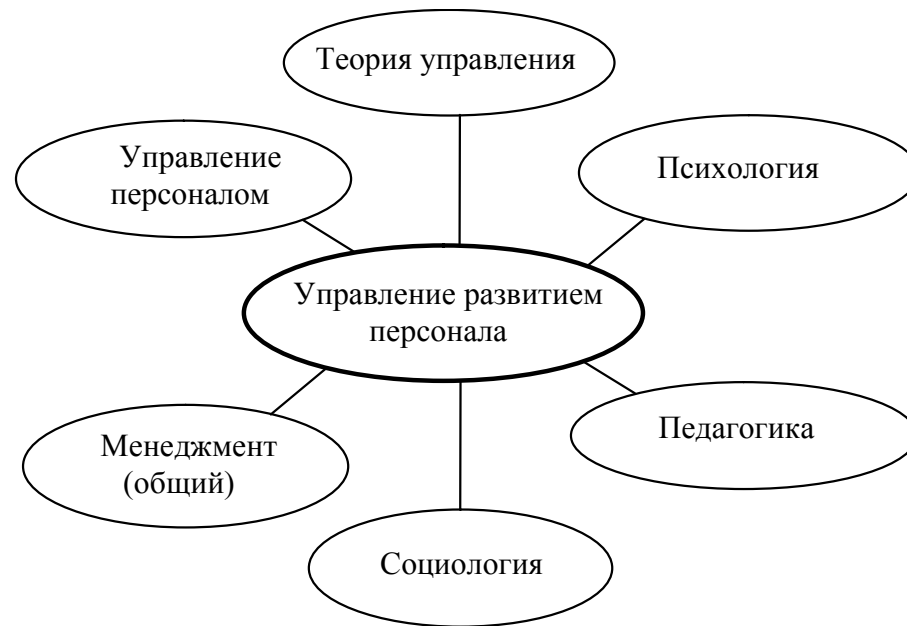 Теория управления
Управление
персоналом
Психология
Управление развитием
персонала
Менеджмент
(общий)
Педагогика
Социология